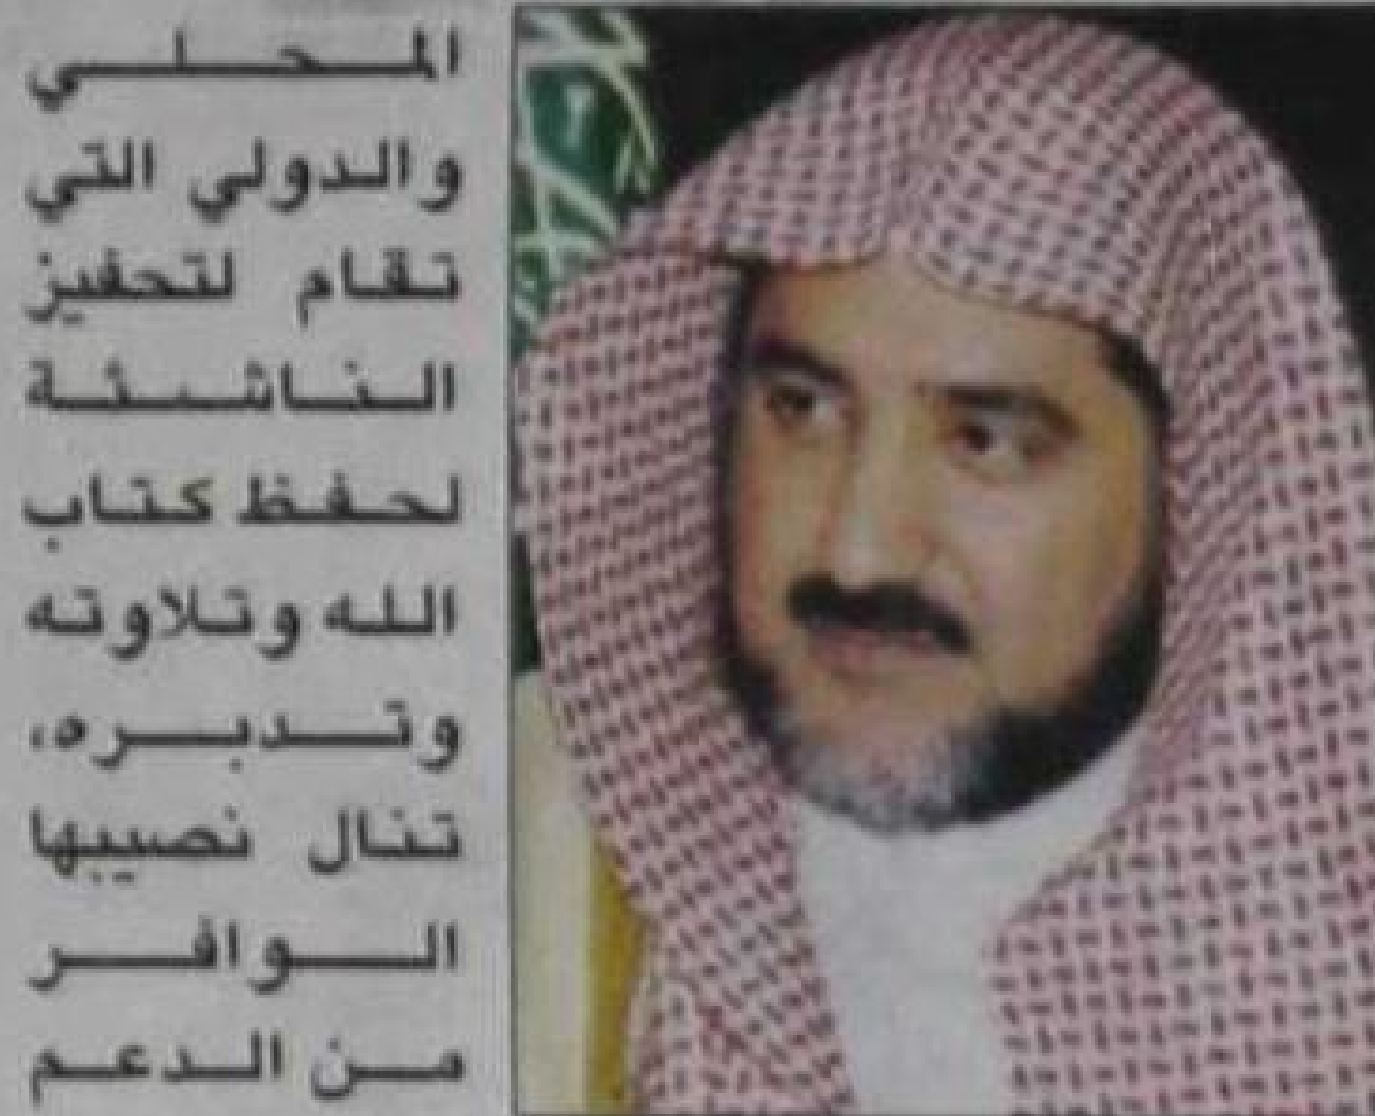 المحلي
والدولي التي
تقام لتحفيز
الناشئة
لحفظ كتاب
الله وتلاوته
وتدبره،
تنال نصيبها
الوافر
من الدعم